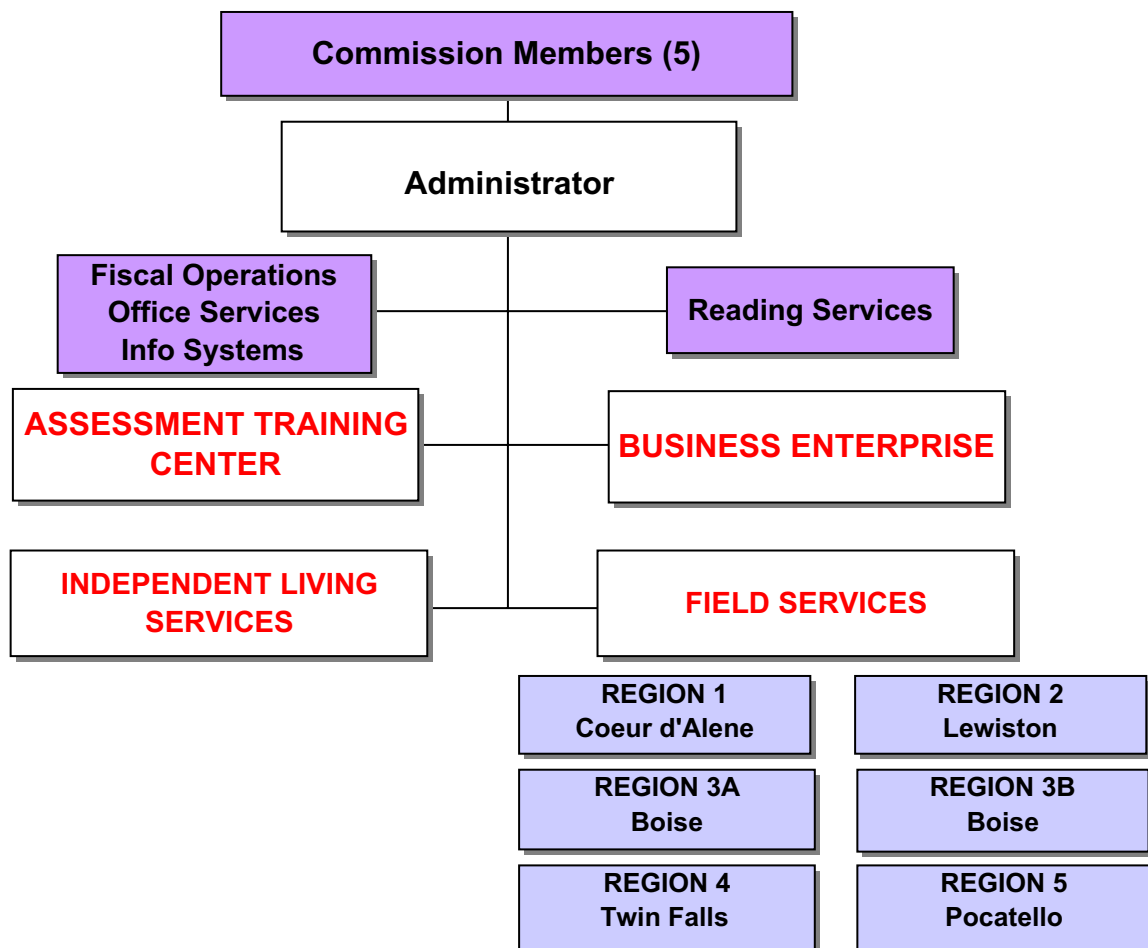 Commission Members (5)
Administrator
Fiscal Operations
Office Services
Info Systems
Reading Services
ASSESSMENT TRAINING
CENTER
BUSINESS ENTERPRISE
INDEPENDENT LIVING
SERVICES
FIELD SERVICES
REGION 1
Coeur d'Alene
REGION 2
Lewiston
REGION 3A
Boise
REGION 3B
Boise
REGION 4
Twin Falls
REGION 5
Pocatello